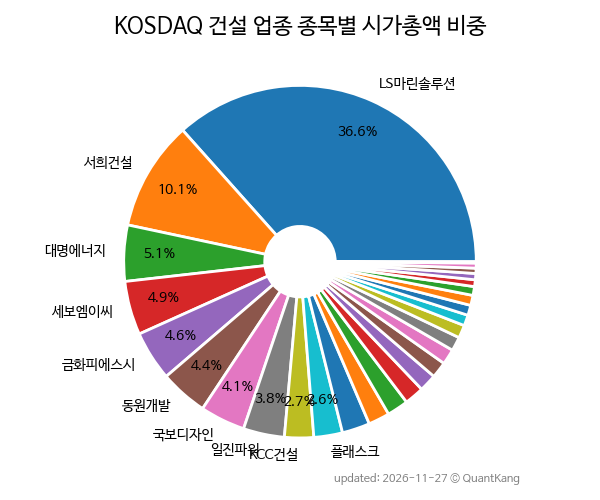 KOSDAQ 건설 업종 종목별 시가총액 비중
LS마린솔루션
36.6%
서희건설
10.1%
대명에너지
5.1%
세보엠이씨
4.9%
금화피에스시
4.6%
동원개발
4.4%
국보디자인
4.1%
일진파워
3.8%
KCC건설
2.7%
플래스크
2.6%
updated: 2026-11-27 © QuantKang